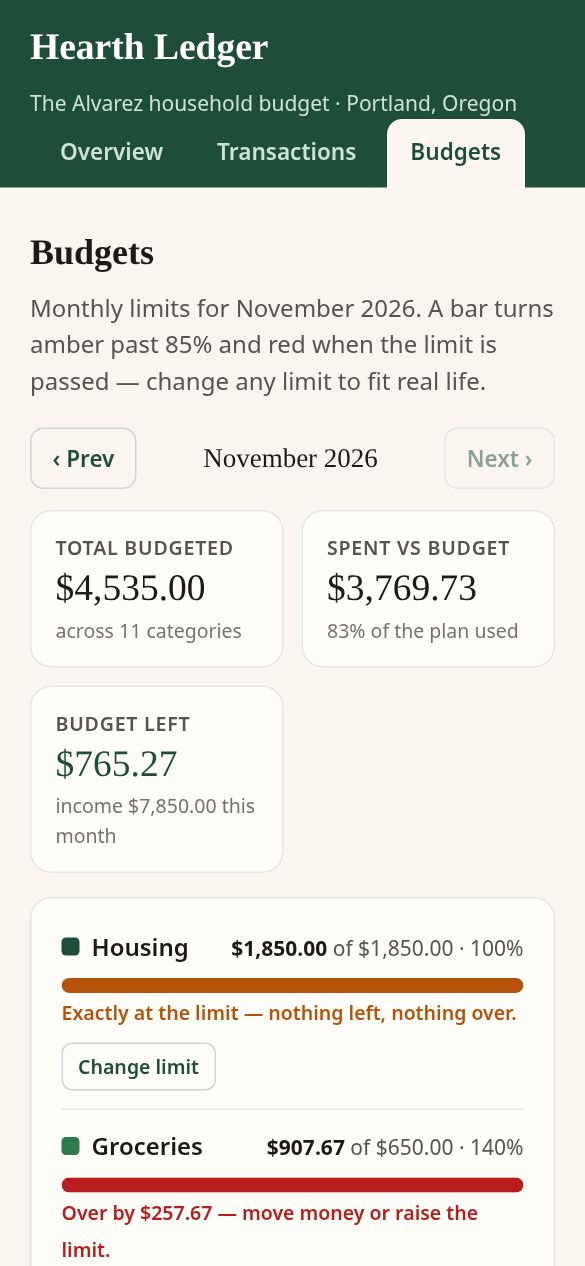 Hearth Ledger
The Alvarez household budget · Portland, Oregon
Overview Transactions Budgets
Budgets
Monthly limits for November 2026. A bar turns
amber past 85% and red when the limit is
passed — change any limit to fit real life.
‹ Prev November 2026 Next ›
TOTAL BUDGETED
$4,535.00
across 11 categories
SPENT VS BUDGET
$3,769.73
83% of the plan used
BUDGET LEFT
$765.27
income $7,850.00 this
month
Housing $1,850.00 of $1,850.00 · 100%
Exactly at the limit — nothing left, nothing over.
Change limit
Groceries $907.67 of $650.00 · 140%
Over by $257.67 — move money or raise the
limit.